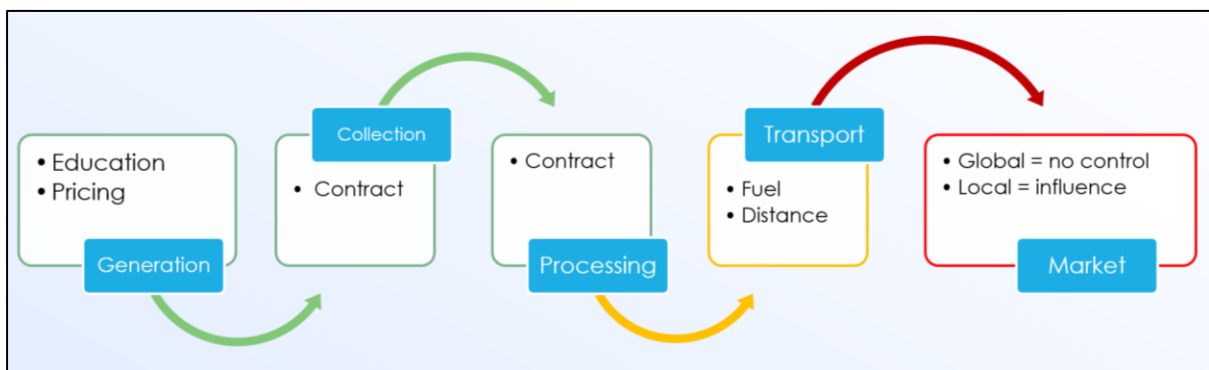 • Education
• Pricing
Generation
Collection
• Contract
• Contract
Processing
Transport
• Fuel
• Distance
• Global = no control
• Local = influence
Market